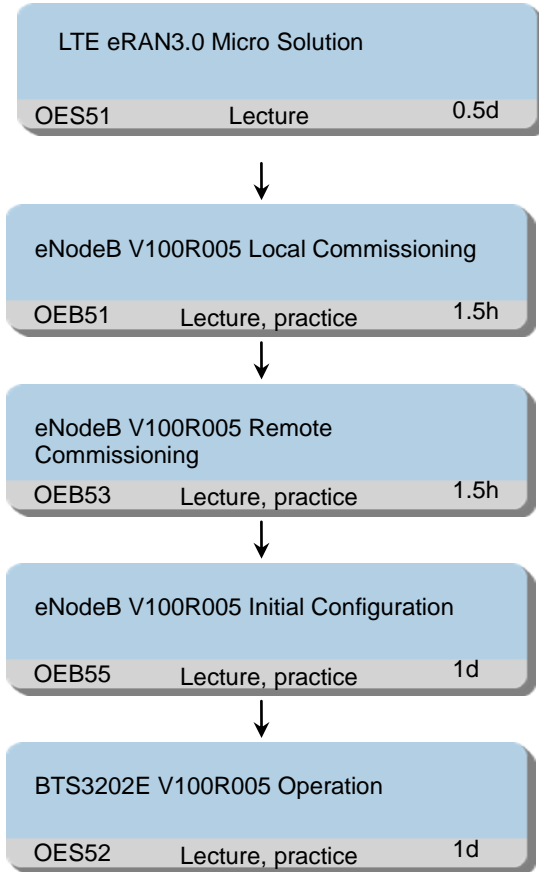 LTE eRAN3.0 Micro Solution
OES51 Lecture 0.5d
eNodeB V100R005 Local Commissioning
OEB51 Lecture, practice 1.5h
eNodeB V100R005 Remote
Commissioning
OEB53 Lecture, practice 1.5h
eNodeB V100R005 Initial Configuration
OEB55 Lecture, practice 1d
BTS3202E V100R005 Operation
OES52 Lecture, practice 1d